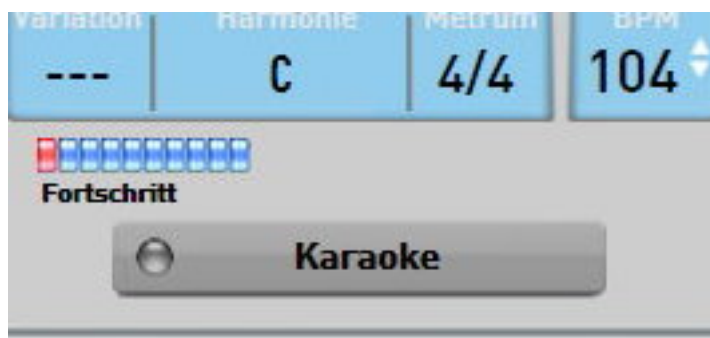 Variation Harmonie Metrum BPM
--- C 4/4 104
Fortschritt
Karaoke